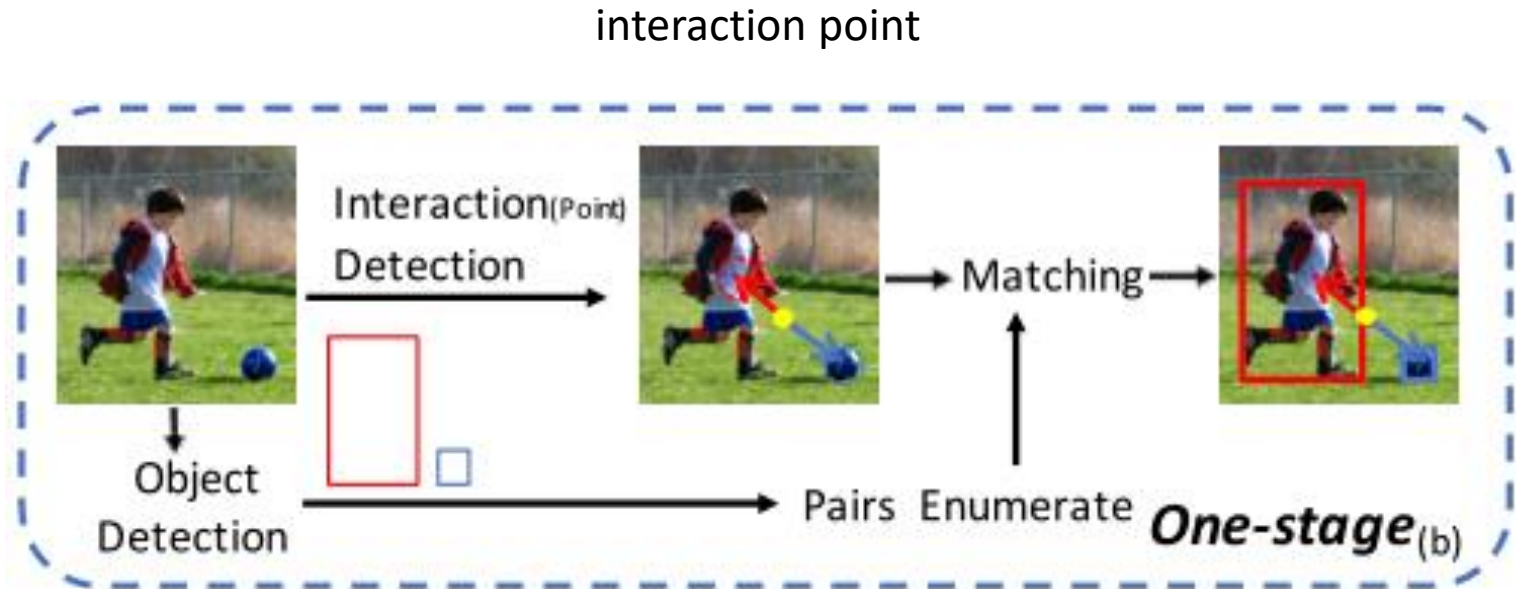 interaction point
Interaction(Point)
Detection
Matching
Object
Detection
Pairs Enumerate
One-stage(b)